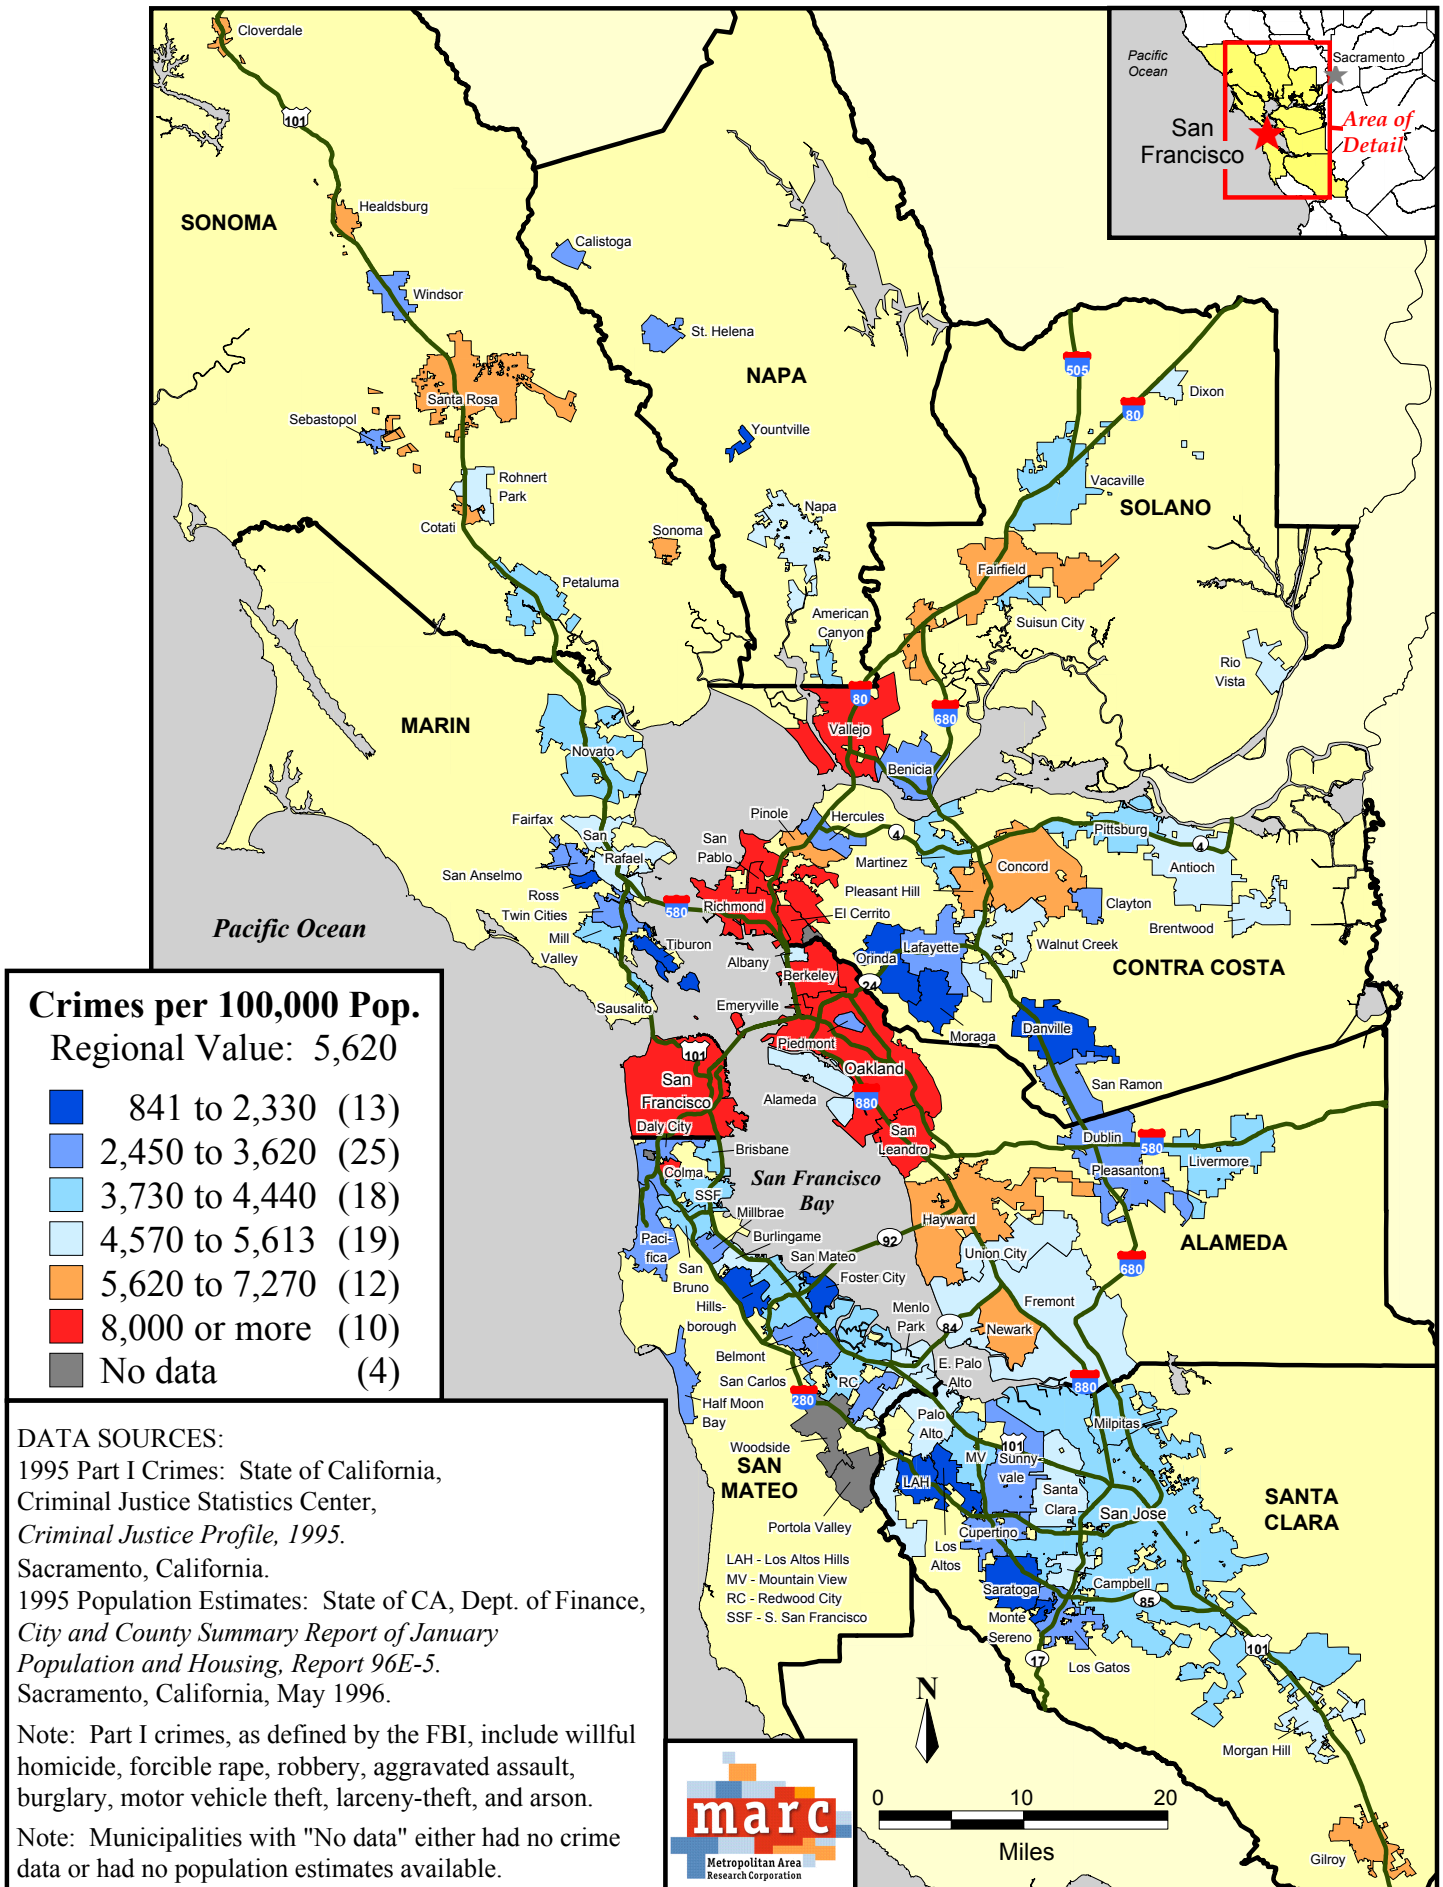 Cloverdale
101
SONOMA
Healdsburg
Windsor
Calistoga
St. Helena
NAPA
Santa Rosa
Sebastopol
Yountville
Rohnert
Park
Cotati
Sonoma
Napa
Petaluma
American
Canyon
Pacific
Ocean
Sacramento
San
Francisco
Area of
Detail
505
80
Dixon
Vacaville
SOLANO
Fairfield
Suisun City
Rio
Vista
80
680
Vallejo
Benicia
MARIN
Novato
Fairfax
San
Rafael
San Anselmo
Ross
Twin Cities
Mill
Valley
Tiburon
Sausalito
580
Pacific Ocean
Pinole
Hercules
San
Pablo
4
Martinez
Pleasant Hill
Richmond
El Cerrito
Concord
Pittsburg
4
Antioch
Clayton
Brentwood
Walnut Creek
CONTRA COSTA
Lafayette
Orinda
24
Moraga
Albany
Berkeley
Emeryville
Piedmont
Oakland
Danville
San Ramon
101
San
Francisco
Alameda
880
San
Leandro
Daly City
Brisbane
Colma
San Francisco
Bay
SSF
Millbrae
Burlingame
Paci-
fica
San
Bruno
San Mateo
92
Foster City
Hills-
borough
Belmont
San Carlos
RC
Menlo
Park
84
E. Palo
Alto
280
Half Moon
Bay
Dublin
580
Pleasanton
Livermore
Hayward
Union City
ALAMEDA
680
Fremont
Newark
880
Woodside
SAN
MATEO
Portola Valley
Palo
Alto
MV
101
Sunny-
vale
Milpitas
LAH
Santa
Clara
San Jose
SANTA
CLARA
Cupertino
Los
Altos
Saratoga
Campbell
85
Monte
Sereno
Los Gatos
17
101
Morgan Hill
Gilroy
LAH - Los Altos Hills
MV - Mountain View
RC - Redwood City
SSF - S. San Francisco
N
0 10 20
Miles
Crimes per 100,000 Pop.
Regional Value: 5,620
841 to 2,330 (13)
2,450 to 3,620 (25)
3,730 to 4,440 (18)
4,570 to 5,613 (19)
5,620 to 7,270 (12)
8,000 or more (10)
No data (4)
DATA SOURCES:
1995 Part I Crimes: State of California,
Criminal Justice Statistics Center,
Criminal Justice Profile, 1995.
Sacramento, California.
1995 Population Estimates: State of CA, Dept. of Finance,
City and County Summary Report of January
Population and Housing, Report 96E-5.
Sacramento, California, May 1996.
Note: Part I crimes, as defined by the FBI, include willful
homicide, forcible rape, robbery, aggravated assault,
burglary, motor vehicle theft, larceny-theft, and arson.
Note: Municipalities with "No data" either had no crime
data or had no population estimates available.
marc
Metropolitan Area
Research Corporation